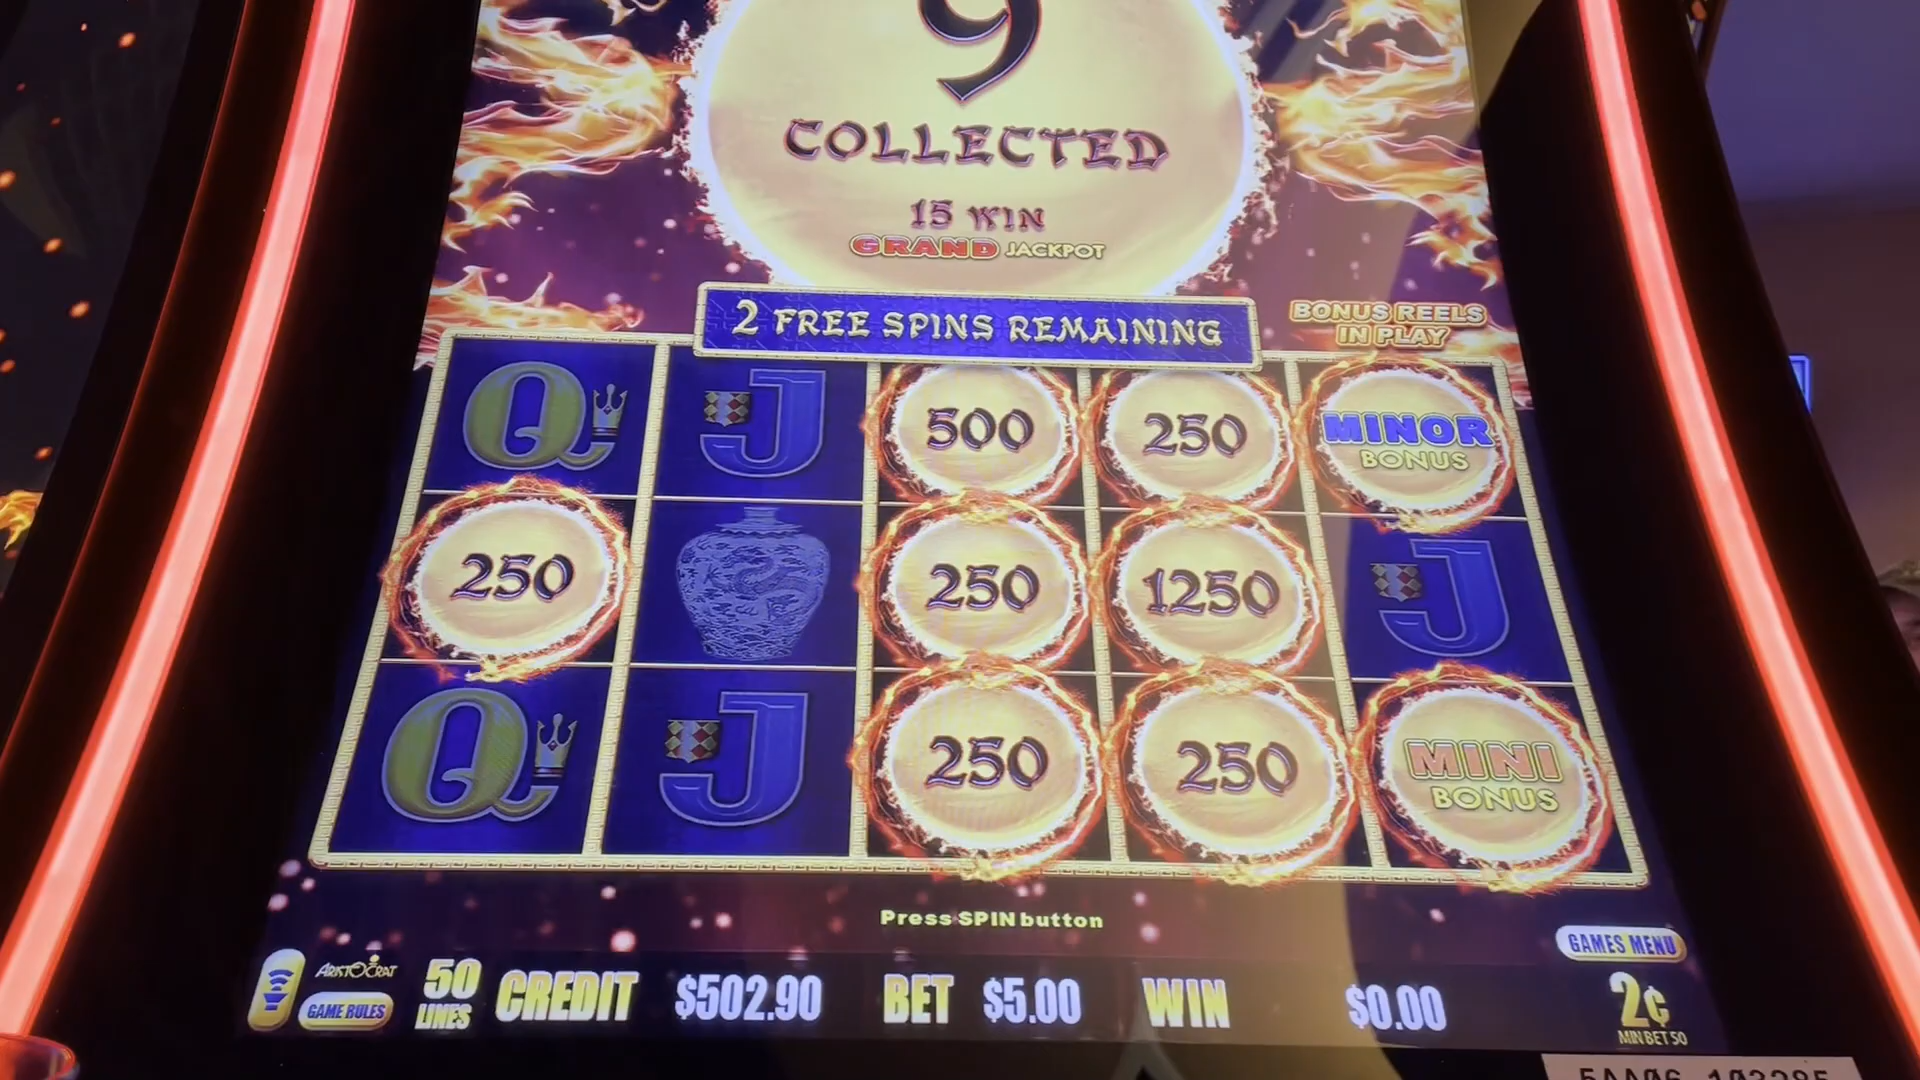 9
COLLECTED
15 WIN
GRAND JACKPOT
2 FREE SPINS REMAINING
BONUS REELS
IN PLAY
Q
J
500
250
MINOR
BONUS
250
250
1250
J
Q
J
250
250
MINI
BONUS
Press SPIN button
GAMES MENU
ARISTOCRAT
GAME RULES
50
LINES
CREDIT $502.90
BET $5.00
WIN $0.00
2¢
MIN BET 50